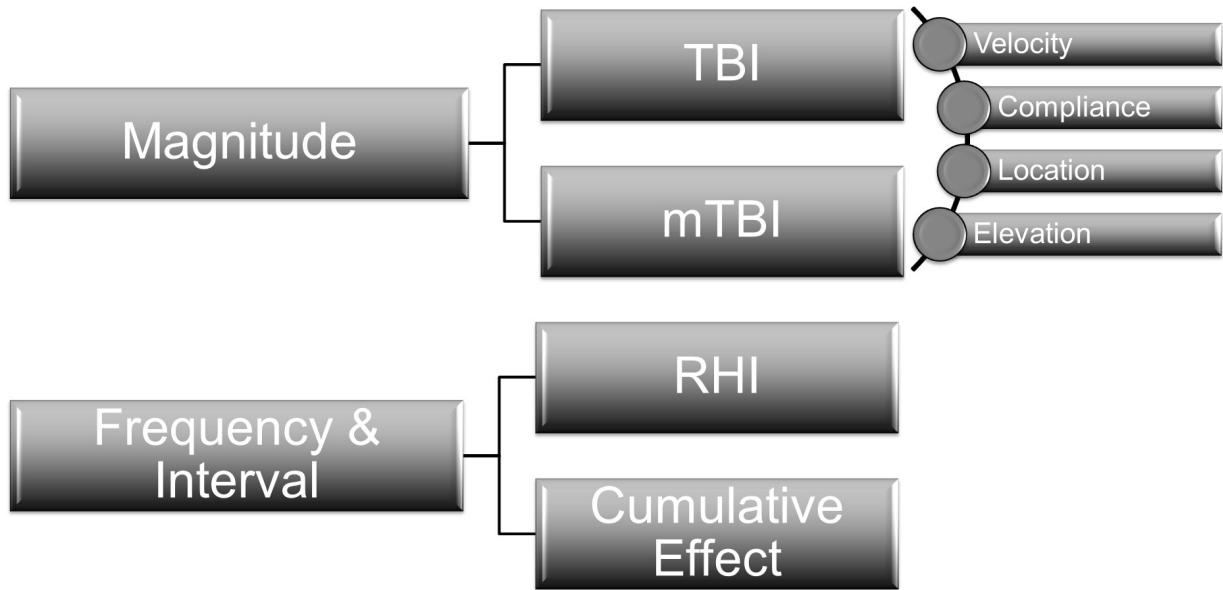 Magnitude
TBI
mTBI
Velocity
Compliance
Location
Elevation
Frequency &
Interval
RHI
Cumulative
Effect